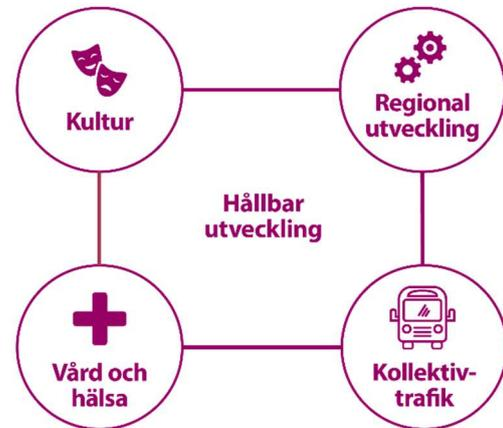 Kultur
Regional
utveckling
Hållbar
utveckling
Vård och
hälsa
Kollektiv-
trafik